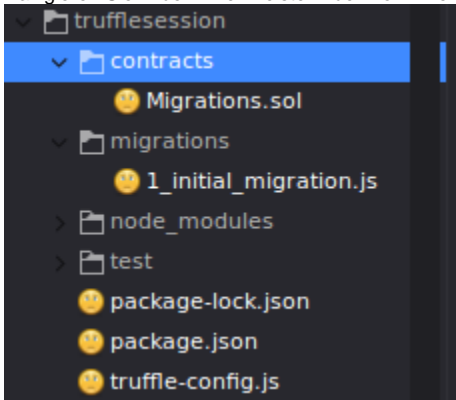 trufflesession
contracts
Migrations.sol
migrations
1_initial_migration.js
node_modules
test
package-lock.json
package.json
truffle-config.js